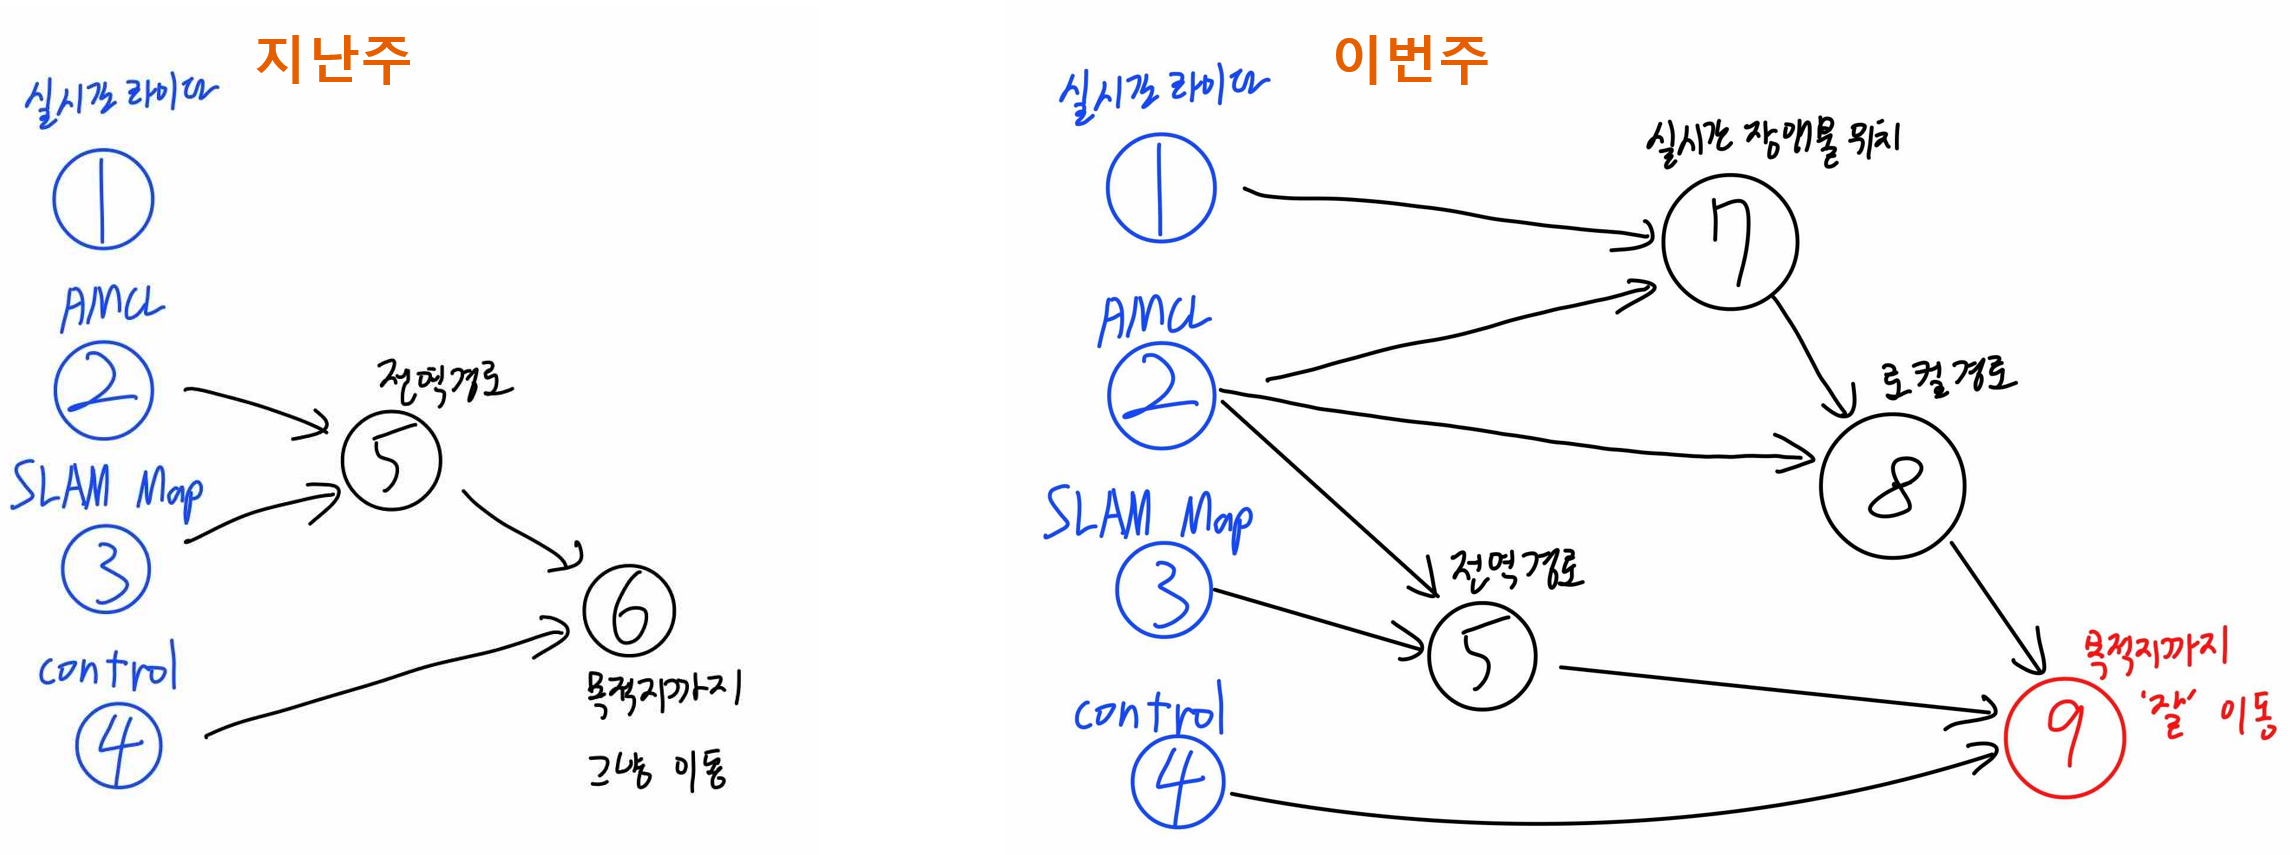 지난주
실시간 라이다
1
AMCL
2
전역경로
5
SLAM Map
3
6
목적지까지
그냥 이동
control
4
이번주
실시간 라이다
1
실시간 장애물 위치
7
AMCL
2
로컬경로
8
SLAM Map
3
전역경로
5
control
4
목적지까지
'잘' 이동
9